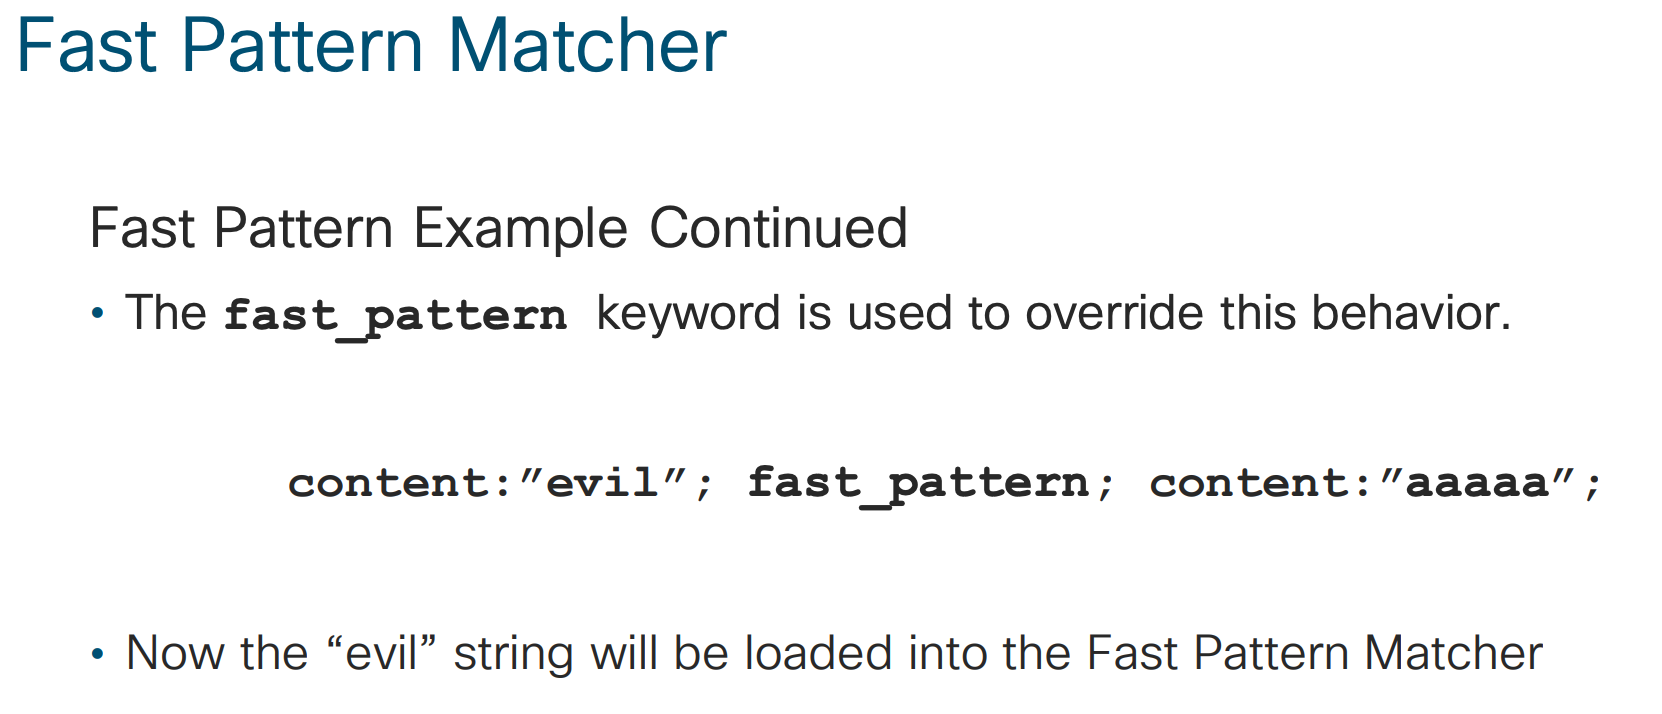 Fast Pattern Matcher
Fast Pattern Example Continued
• The fast_pattern keyword is used to override this behavior.
content:”evil”; fast_pattern; content:”aaaaa”;
• Now the “evil” string will be loaded into the Fast Pattern Matcher